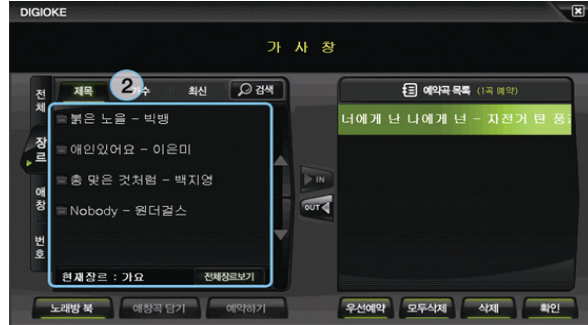 DIGIOKE
가 사 창
전체
장르
애창
번호
제목
2
수
최신
검색
붉은 노을 - 빅뱅
애인있어요 - 이은미
총 맞은 것처럼 - 백지영
Nobody - 원더걸스
현재장르 : 가요
전체장르보기
IN
OUT
예약곡 목록 (1곡 예약)
너에게 난 나에게 넌 - 자전거 탄 풍
노래방 북
애창곡 담기
예약하기
우선예약
모두삭제
삭제
확인